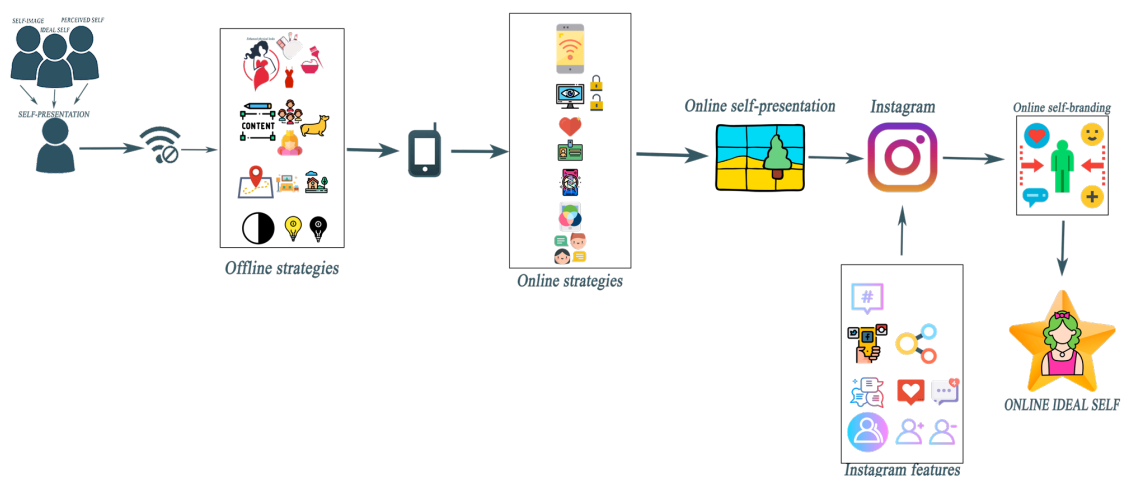 SELF-IMAGE
PERCEIVED SELF
IDEAL SELF
SELF-PRESENTATION
CONTENT
Offline strategies
Online strategies
Online self-presentation
Instagram
Online self-branding
#
4
Instagram features
ONLINE IDEAL SELF